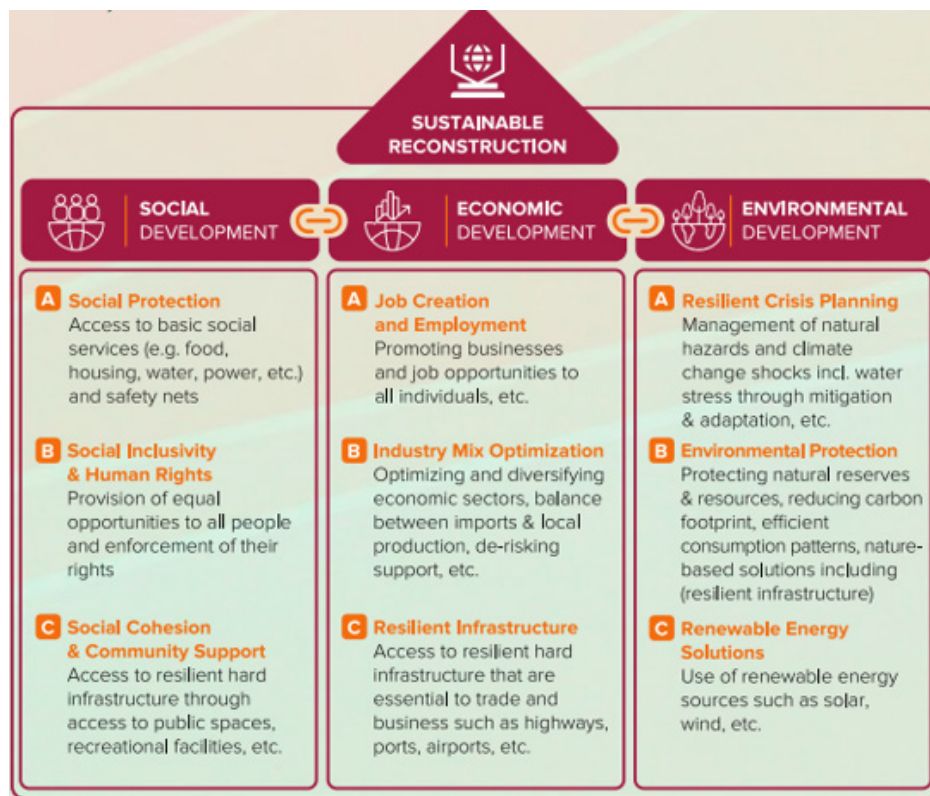 SUSTAINABLE
RECONSTRUCTION
SOCIAL
DEVELOPMENT
A Social Protection
Access to basic social
services (e.g. food,
housing, water, power, etc.)
and safety nets
B Social Inclusivity
& Human Rights
Provision of equal
opportunities to all people
and enforcement of their
rights
C Social Cohesion
& Community Support
Access to resilient hard
infrastructure through
access to public spaces,
recreational facilities, etc.
ECONOMIC
DEVELOPMENT
A Job Creation
and Employment
Promoting businesses
and job opportunities to
all individuals, etc.
B Industry Mix Optimization
Optimizing and diversifying
economic sectors, balance
between imports & local
production, de-risking
support, etc.
C Resilient Infrastructure
Access to resilient hard
infrastructure that are
essential to trade and
business such as highways,
ports, airports, etc.
ENVIRONMENTAL
DEVELOPMENT
A Resilient Crisis Planning
Management of natural
hazards and climate
change shocks incl. water
stress through mitigation
& adaptation, etc.
B Environmental Protection
Protecting natural reserves
& resources, reducing carbon
footprint, efficient
consumption patterns, nature-
based solutions including
(resilient infrastructure)
C Renewable Energy
Solutions
Use of renewable energy
sources such as solar,
wind, etc.